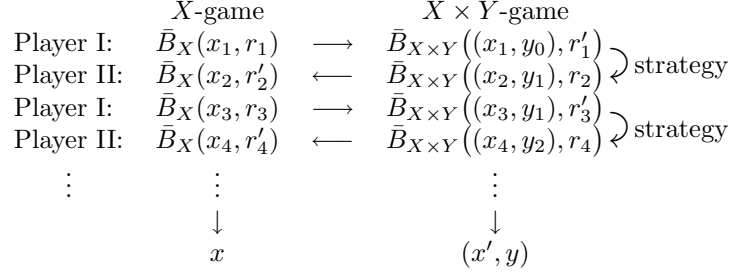 X-game X × Y-game
Player I: B̄_X(x_1, r_1) ⟶ B̄_{X×Y}((x_1, y_0), r'_1)
Player II: B̄_X(x_2, r'_2) ⟵ B̄_{X×Y}((x_2, y_1), r_2) strategy
Player I: B̄_X(x_3, r_3) ⟶ B̄_{X×Y}((x_3, y_1), r'_3)
Player II: B̄_X(x_4, r'_4) ⟵ B̄_{X×Y}((x_4, y_2), r_4) strategy
⋮ ⋮ ⋮
↓ ↓
x (x', y)